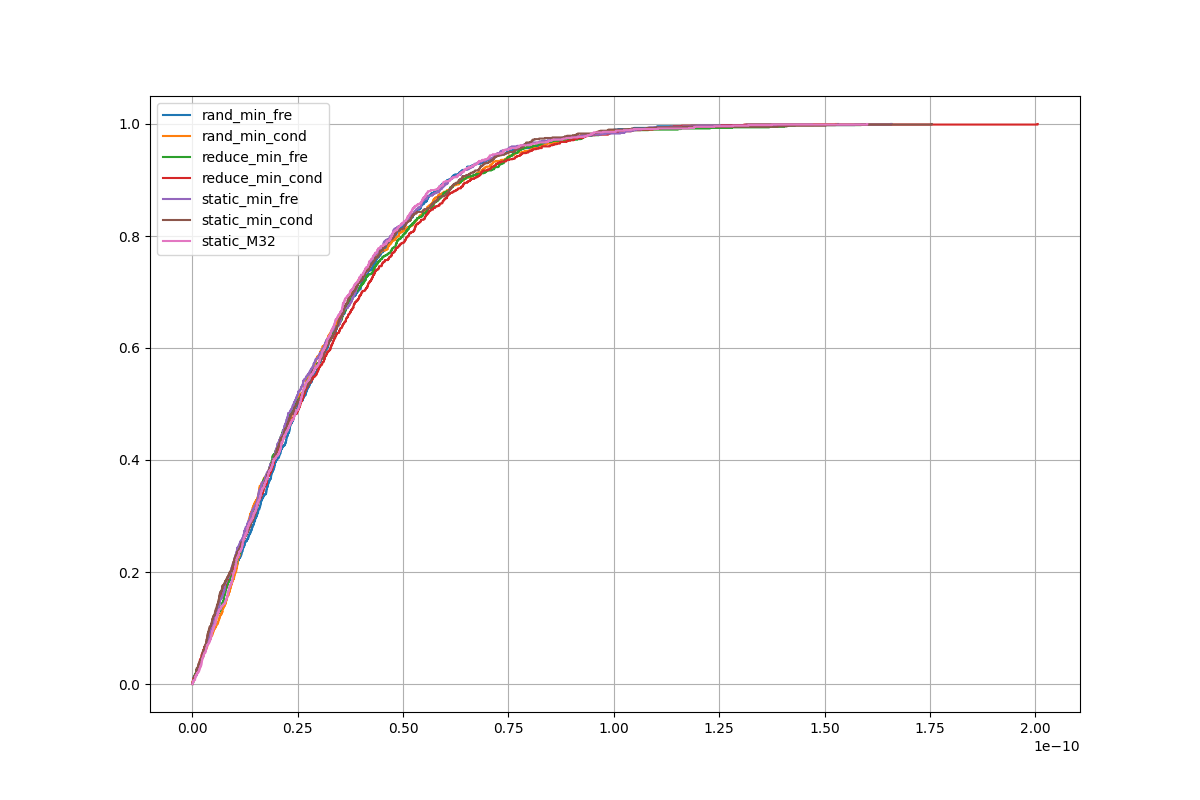 rand_min_fre
rand_min_cond
reduce_min_fre
reduce_min_cond
static_min_fre
static_min_cond
static_M32
1.0
0.8
0.6
0.4
0.2
0.0
0.00 0.25 0.50 0.75 1.00 1.25 1.50 1.75 2.00
1e−10